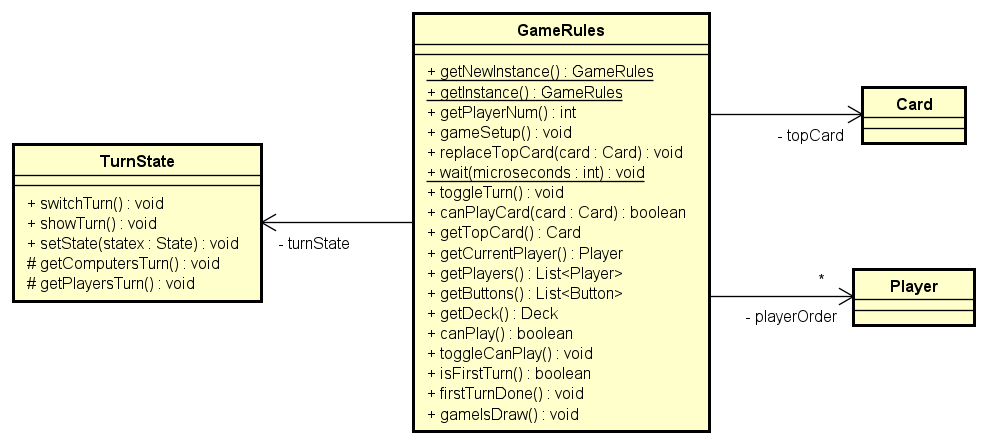 TurnState
+ switchTurn() : void
+ showTurn() : void
+ setState(statex : State) : void
# getComputersTurn() : void
# getPlayersTurn() : void
- turnState
GameRules
+ getNewInstance() : GameRules
+ getInstance() : GameRules
+ getPlayerNum() : int
+ gameSetup() : void
+ replaceTopCard(card : Card) : void
+ wait(microseconds : int) : void
+ toggleTurn() : void
+ canPlayCard(card : Card) : boolean
+ getTopCard() : Card
+ getCurrentPlayer() : Player
+ getPlayers() : List<Player>
+ getButtons() : List<Button>
+ getDeck() : Deck
+ canPlay() : boolean
+ toggleCanPlay() : void
+ isFirstTurn() : boolean
+ firstTurnDone() : void
+ gameIsDraw() : void
Card
- topCard
*
Player
- playerOrder